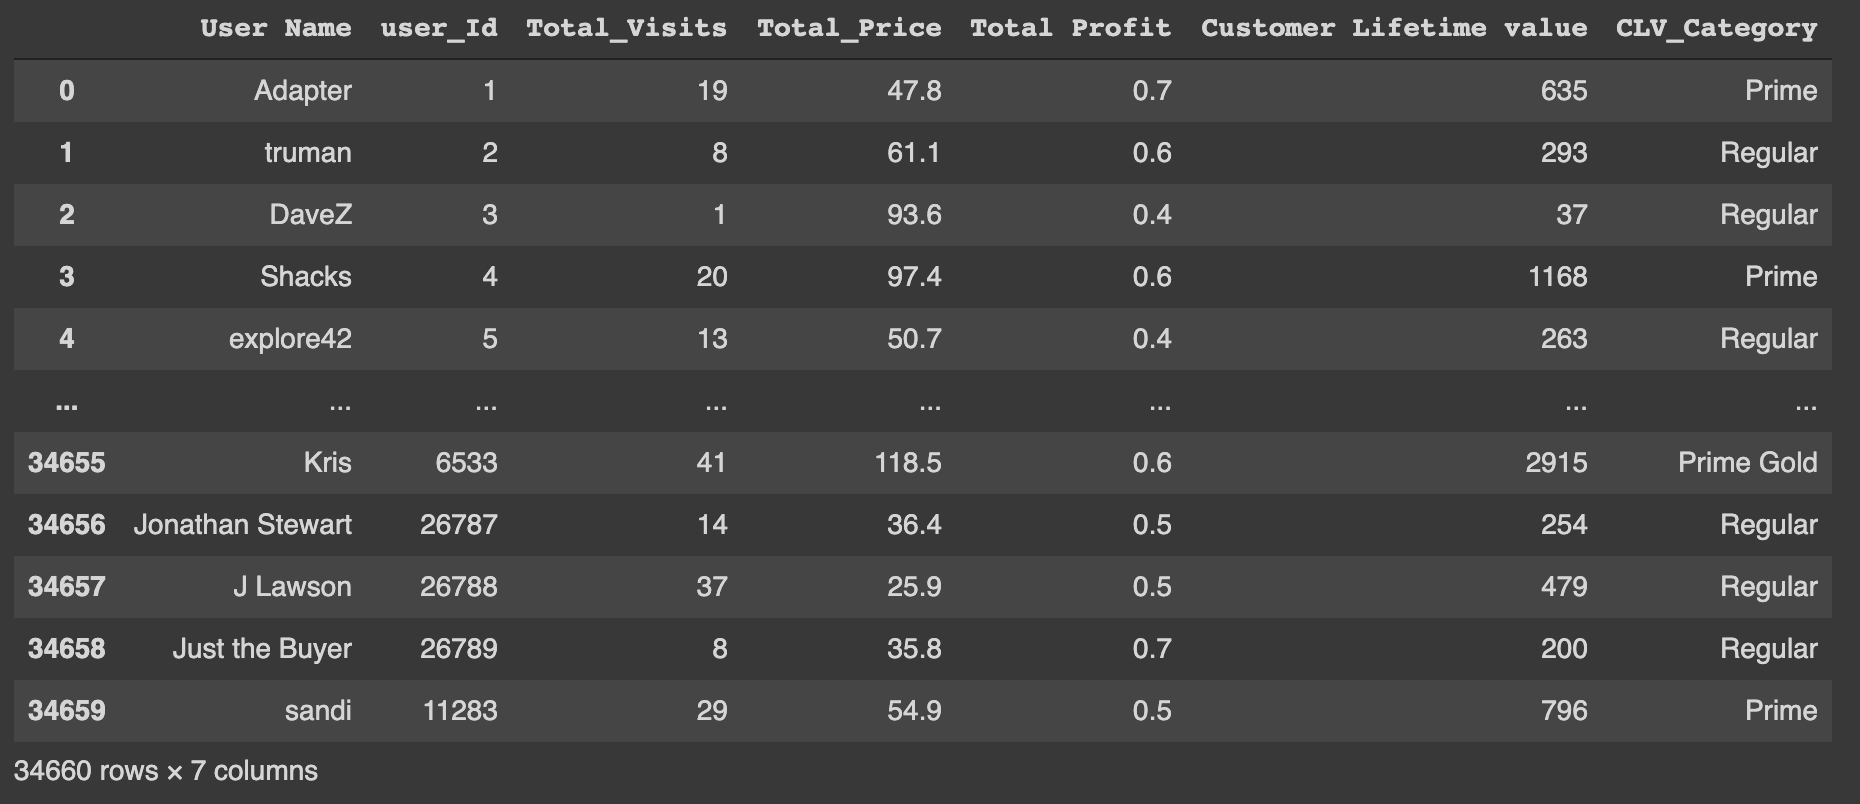 User Name user_Id Total_Visits Total_Price Total Profit Customer Lifetime value CLV_Category
0 Adapter 1 19 47.8 0.7 635 Prime
1 truman 2 8 61.1 0.6 293 Regular
2 DaveZ 3 1 93.6 0.4 37 Regular
3 Shacks 4 20 97.4 0.6 1168 Prime
4 explore42 5 13 50.7 0.4 263 Regular
... ... ... ... ... ... ... ...
34655 Kris 6533 41 118.5 0.6 2915 Prime Gold
34656 Jonathan Stewart 26787 14 36.4 0.5 254 Regular
34657 J Lawson 26788 37 25.9 0.5 479 Regular
34658 Just the Buyer 26789 8 35.8 0.7 200 Regular
34659 sandi 11283 29 54.9 0.5 796 Prime
34660 rows × 7 columns